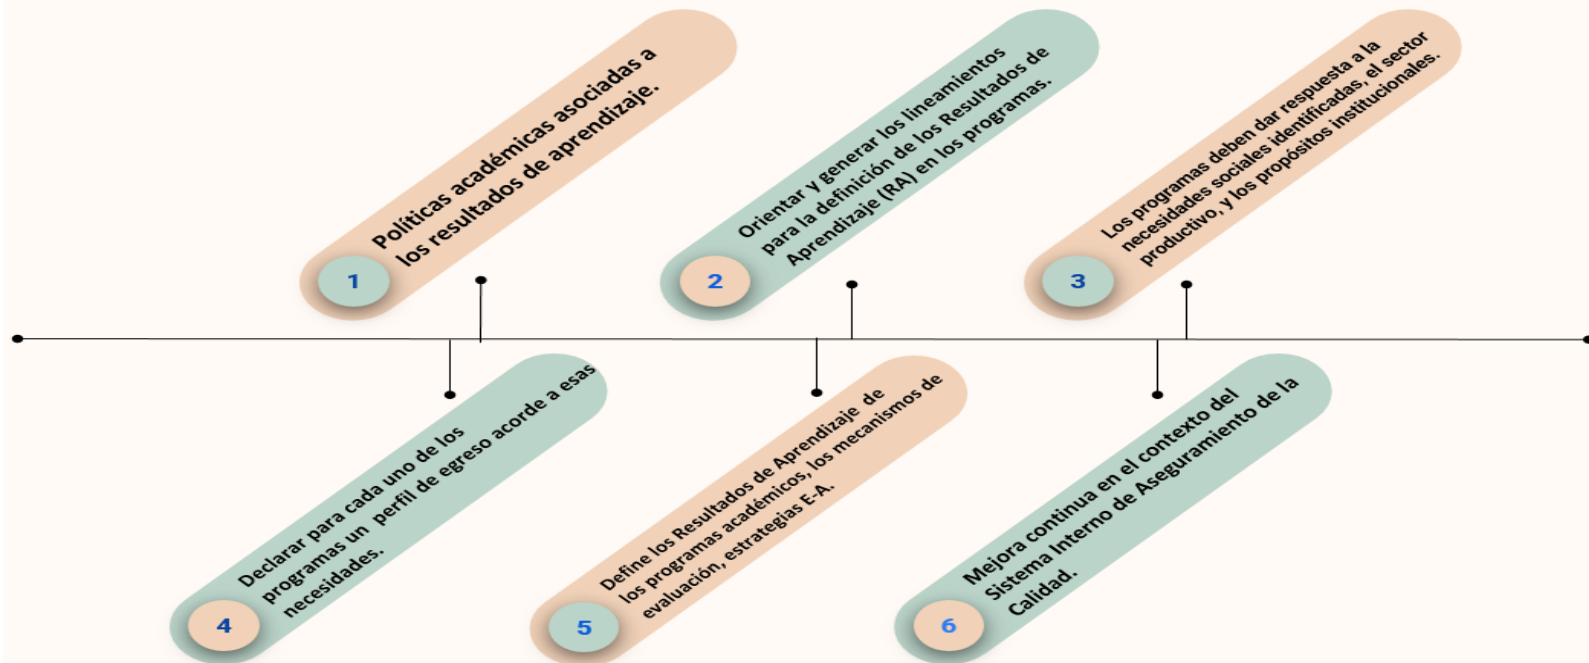 1
Políticas académicas asociadas a
los resultados de aprendizaje.
2
Orientar y generar los lineamientos
para la definición de los Resultados de
Aprendizaje (RA) en los programas.
3
Los programas deben dar respuesta a la
necesidades sociales identificadas, el sector
productivo, y los propósitos institucionales.
4
Declarar para cada uno de los
programas un perfil de egreso acorde a esas
necesidades.
5
Define los Resultados de Aprendizaje de
los programas académicos, los mecanismos de
evaluación, estrategias E-A.
6
Mejora continua en el contexto del
Sistema Interno de Aseguramiento de la
Calidad.